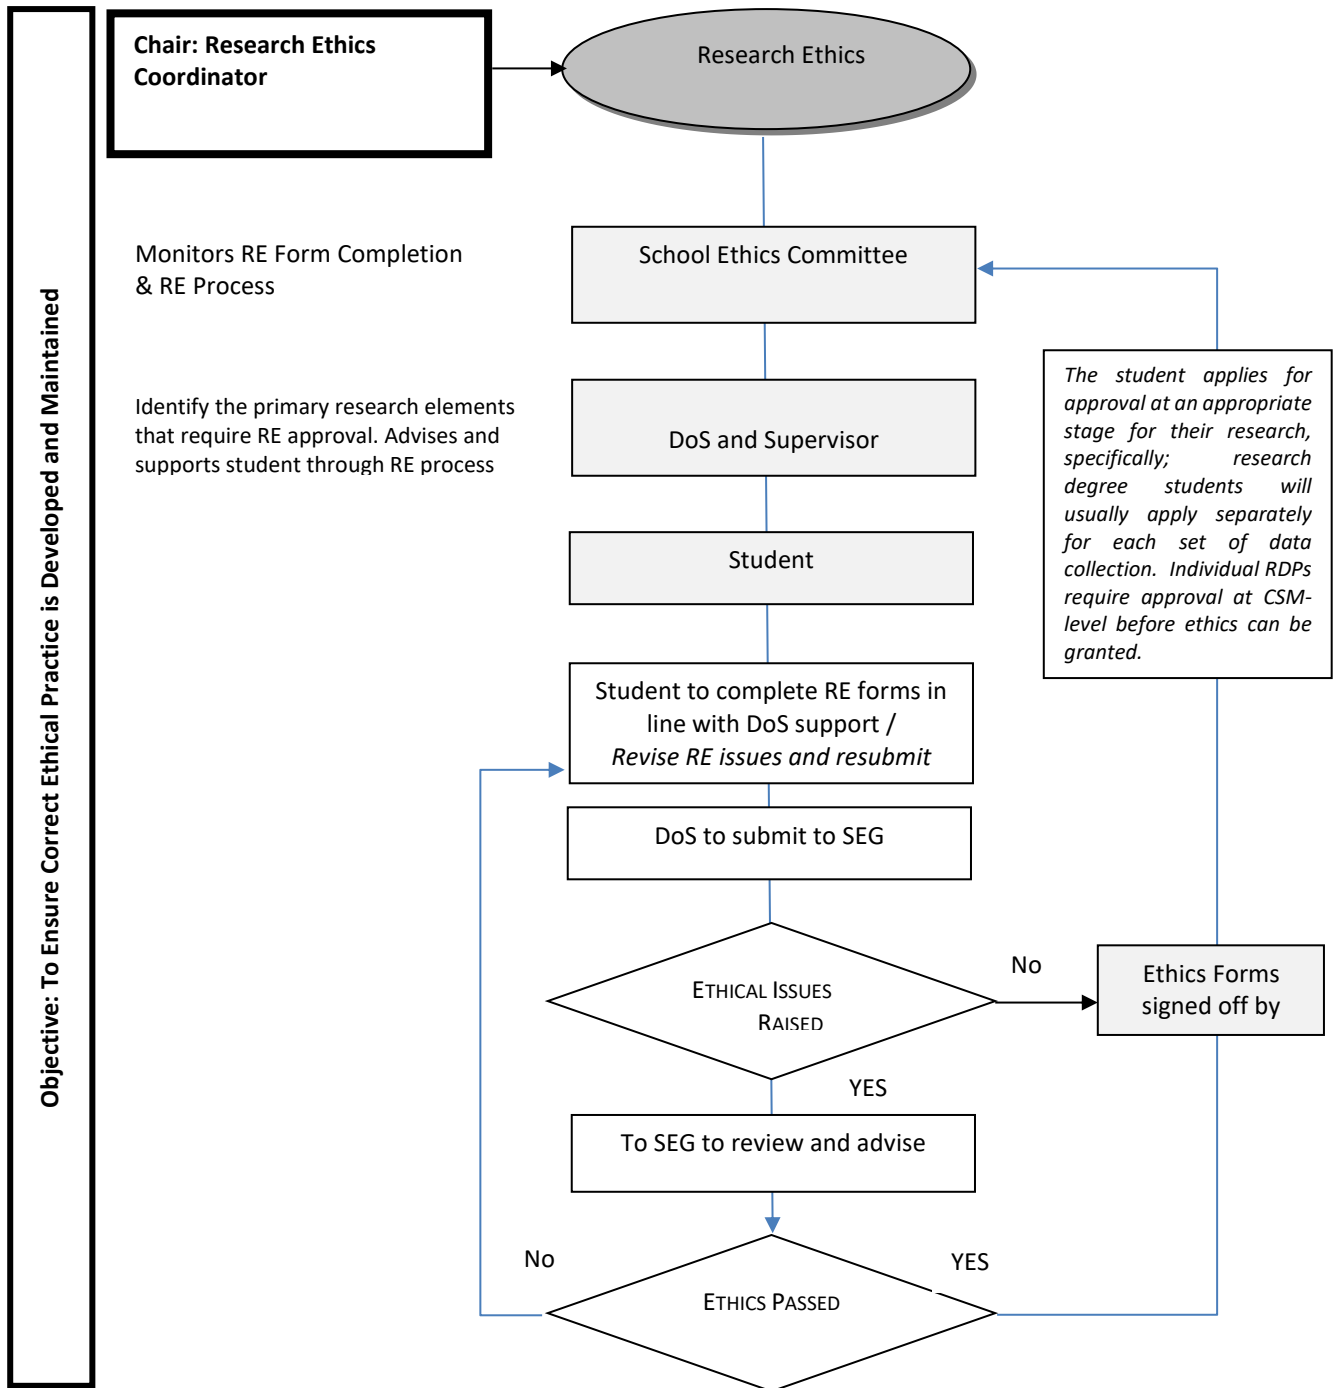 Objective: To Ensure Correct Ethical Practice is Developed and Maintained
Chair: Research Ethics
Coordinator
Research Ethics
Monitors RE Form Completion
& RE Process
School Ethics Committee
Identify the primary research elements
that require RE approval. Advises and
supports student through RE process
DoS and Supervisor
The student applies for
approval at an appropriate
stage for their research,
specifically; research
degree students will
usually apply separately
for each set of data
collection. Individual RDPs
require approval at CSM-
level before ethics can be
granted.
Student
Student to complete RE forms in
line with DoS support /
Revise RE issues and resubmit
DoS to submit to SEG
ETHICAL ISSUES
RAISED
No
Ethics Forms
signed off by
YES
To SEG to review and advise
No
YES
ETHICS PASSED